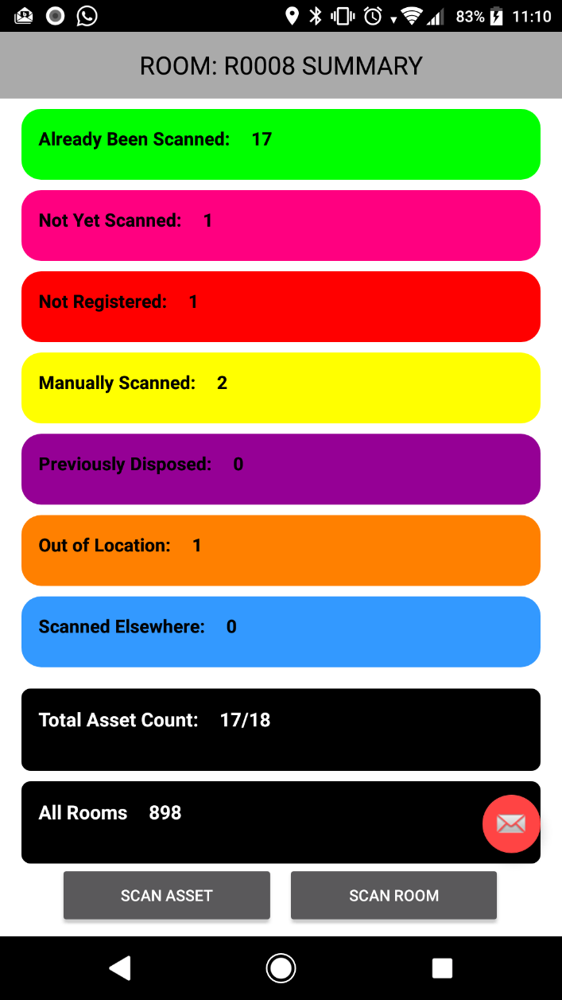 83% 11:10
ROOM: R0008 SUMMARY
Already Been Scanned: 17
Not Yet Scanned: 1
Not Registered: 1
Manually Scanned: 2
Previously Disposed: 0
Out of Location: 1
Scanned Elsewhere: 0
Total Asset Count: 17/18
All Rooms 898
SCAN ASSET SCAN ROOM